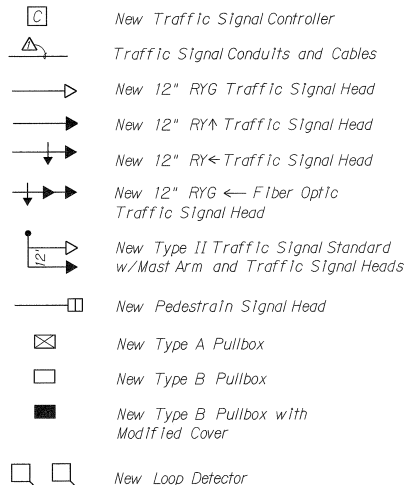 C New Traffic Signal Controller
Traffic Signal Conduits and Cables
New 12" RYG Traffic Signal Head
New 12" RY↑ Traffic Signal Head
New 12" RY← Traffic Signal Head
New 12" RYG ← Fiber Optic
Traffic Signal Head
12' New Type II Traffic Signal Standard
w/Mast Arm and Traffic Signal Heads
New Pedestrain Signal Head
New Type A Pullbox
New Type B Pullbox
New Type B Pullbox with
Modified Cover
New Loop Detector